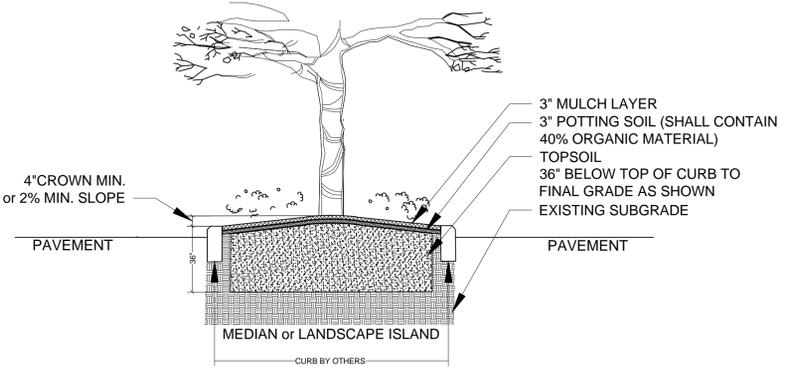 3" MULCH LAYER
3" POTTING SOIL (SHALL CONTAIN
40% ORGANIC MATERIAL)
TOPSOIL
36" BELOW TOP OF CURB TO
FINAL GRADE AS SHOWN
EXISTING SUBGRADE
4"CROWN MIN.
or 2% MIN. SLOPE
PAVEMENT
36"
PAVEMENT
MEDIAN or LANDSCAPE ISLAND
CURB BY OTHERS